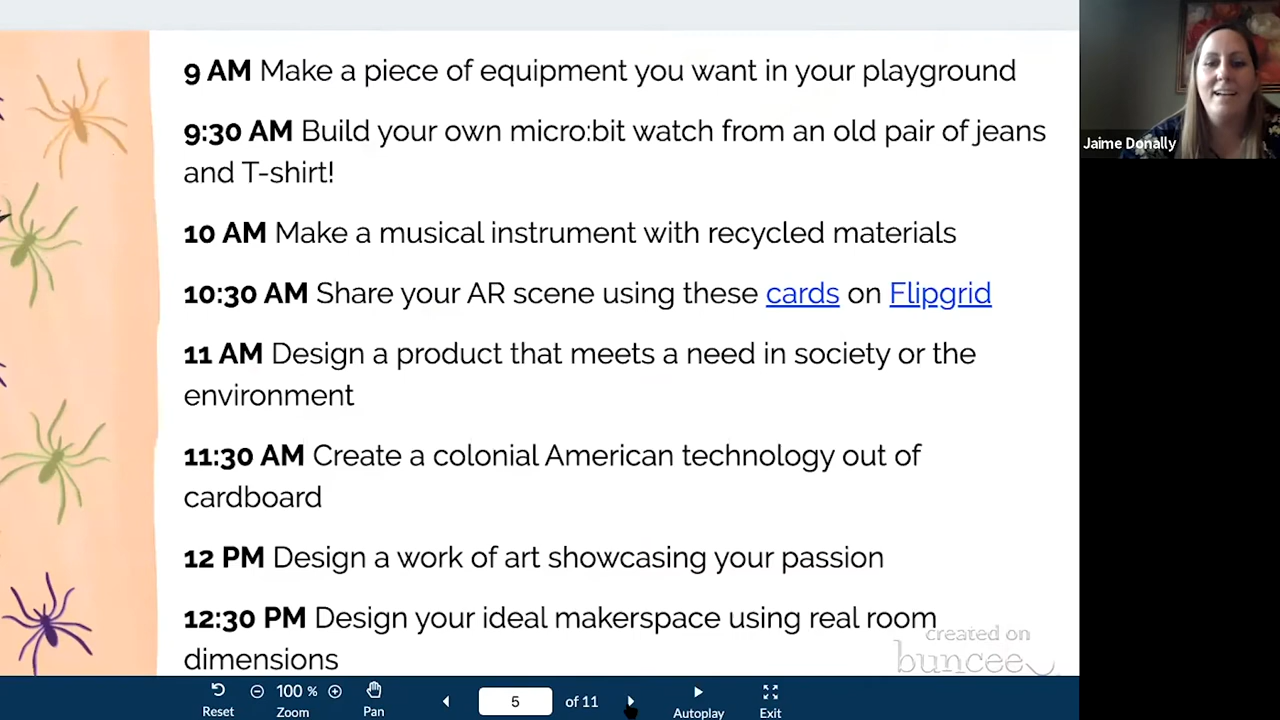 9 AM Make a piece of equipment you want in your playground
9:30 AM Build your own micro:bit watch from an old pair of jeans
and T-shirt!
10 AM Make a musical instrument with recycled materials
10:30 AM Share your AR scene using these cards on Flipgrid
11 AM Design a product that meets a need in society or the
environment
11:30 AM Create a colonial American technology out of
cardboard
12 PM Design a work of art showcasing your passion
12:30 PM Design your ideal makerspace using real room
dimensions
created on
buncee
Jaime Donally
Reset
100 %
Zoom
Pan
5
of 11
Autoplay
Exit